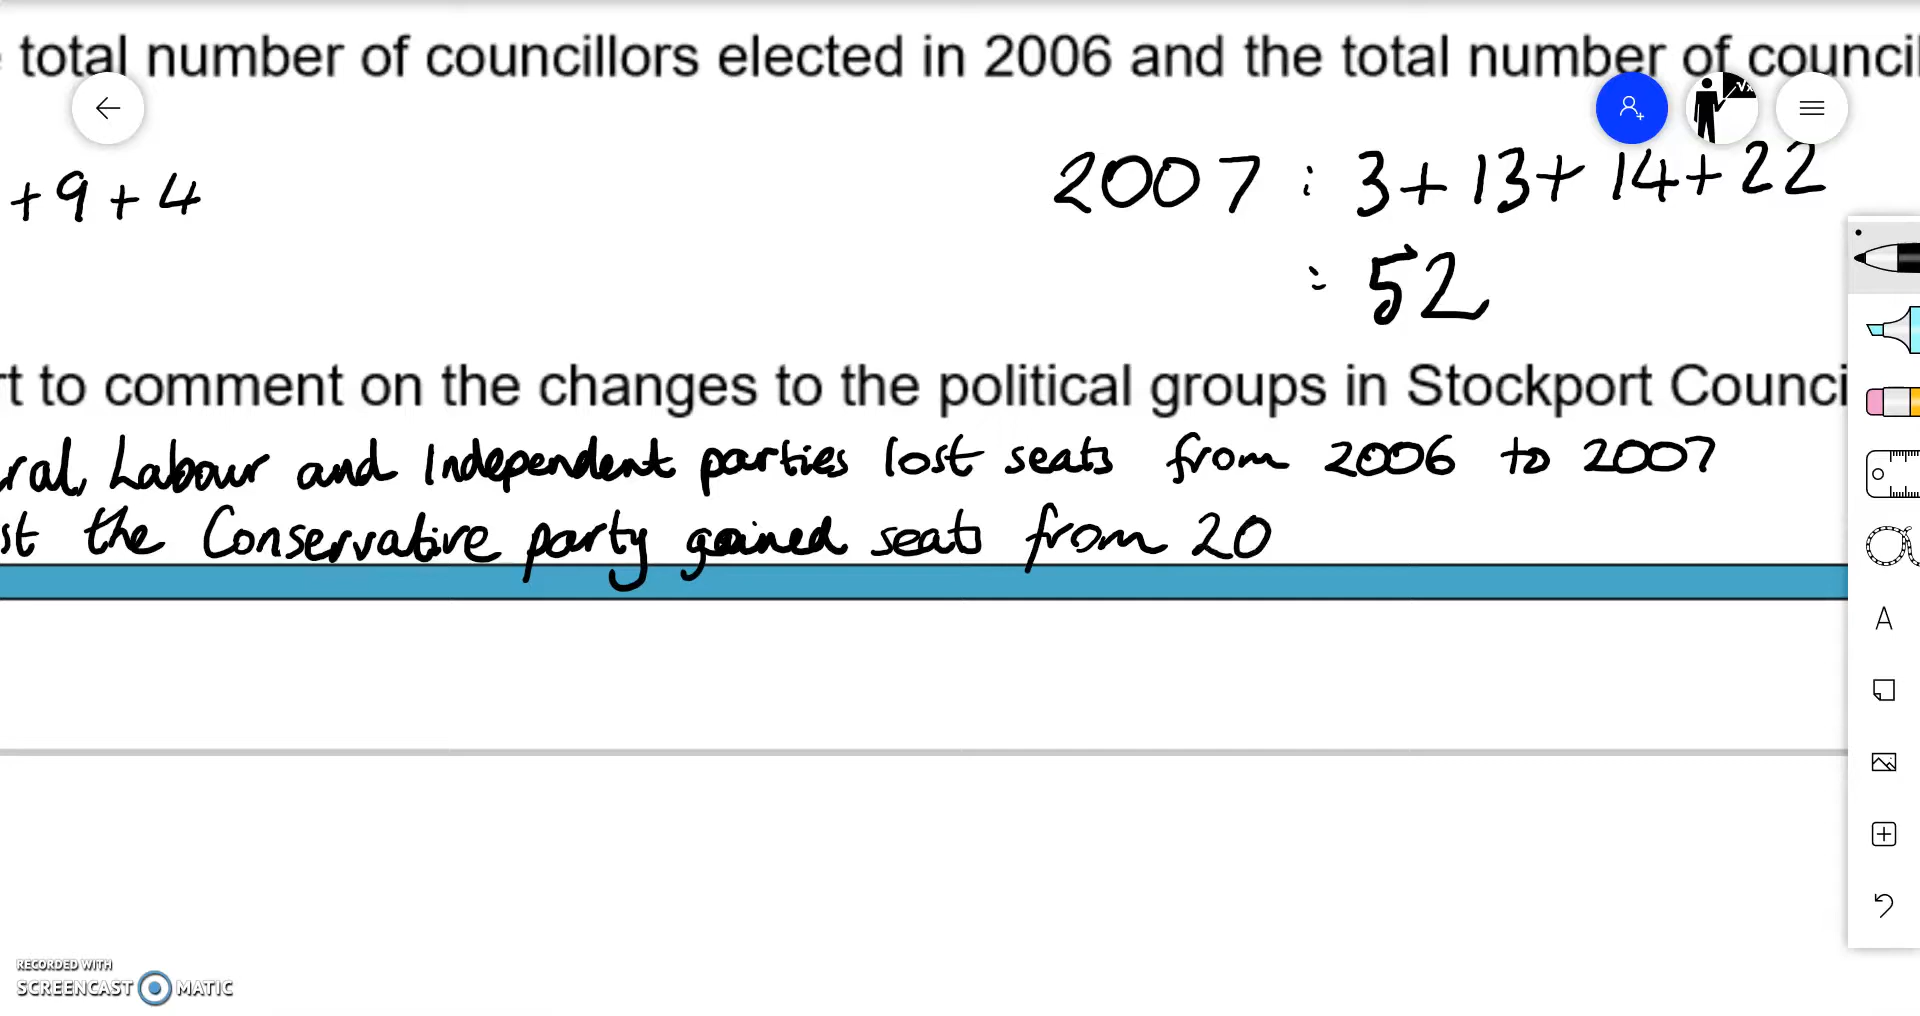 total number of councillors elected in 2006 and the total number of council
+9+4
2007 : 3+13+14+22
= 52
rt to comment on the changes to the political groups in Stockport Counci
ral, Labour and Independent parties lost seats from 2006 to 2007
st the Conservative party gained seats from 20
A
RECORDED WITH
SCREENCAST MATIC